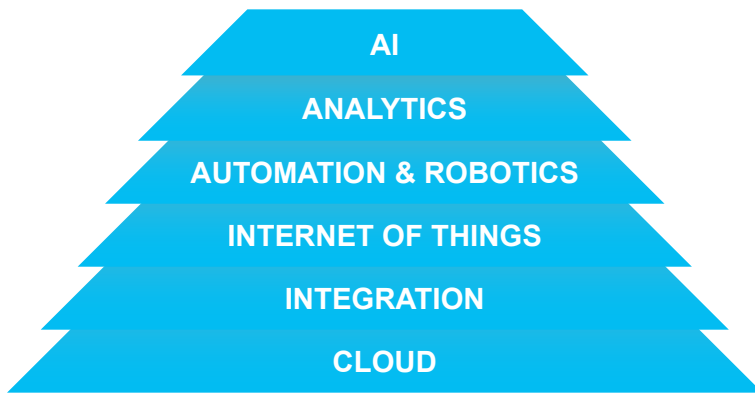 AI
ANALYTICS
AUTOMATION & ROBOTICS
INTERNET OF THINGS
INTEGRATION
CLOUD